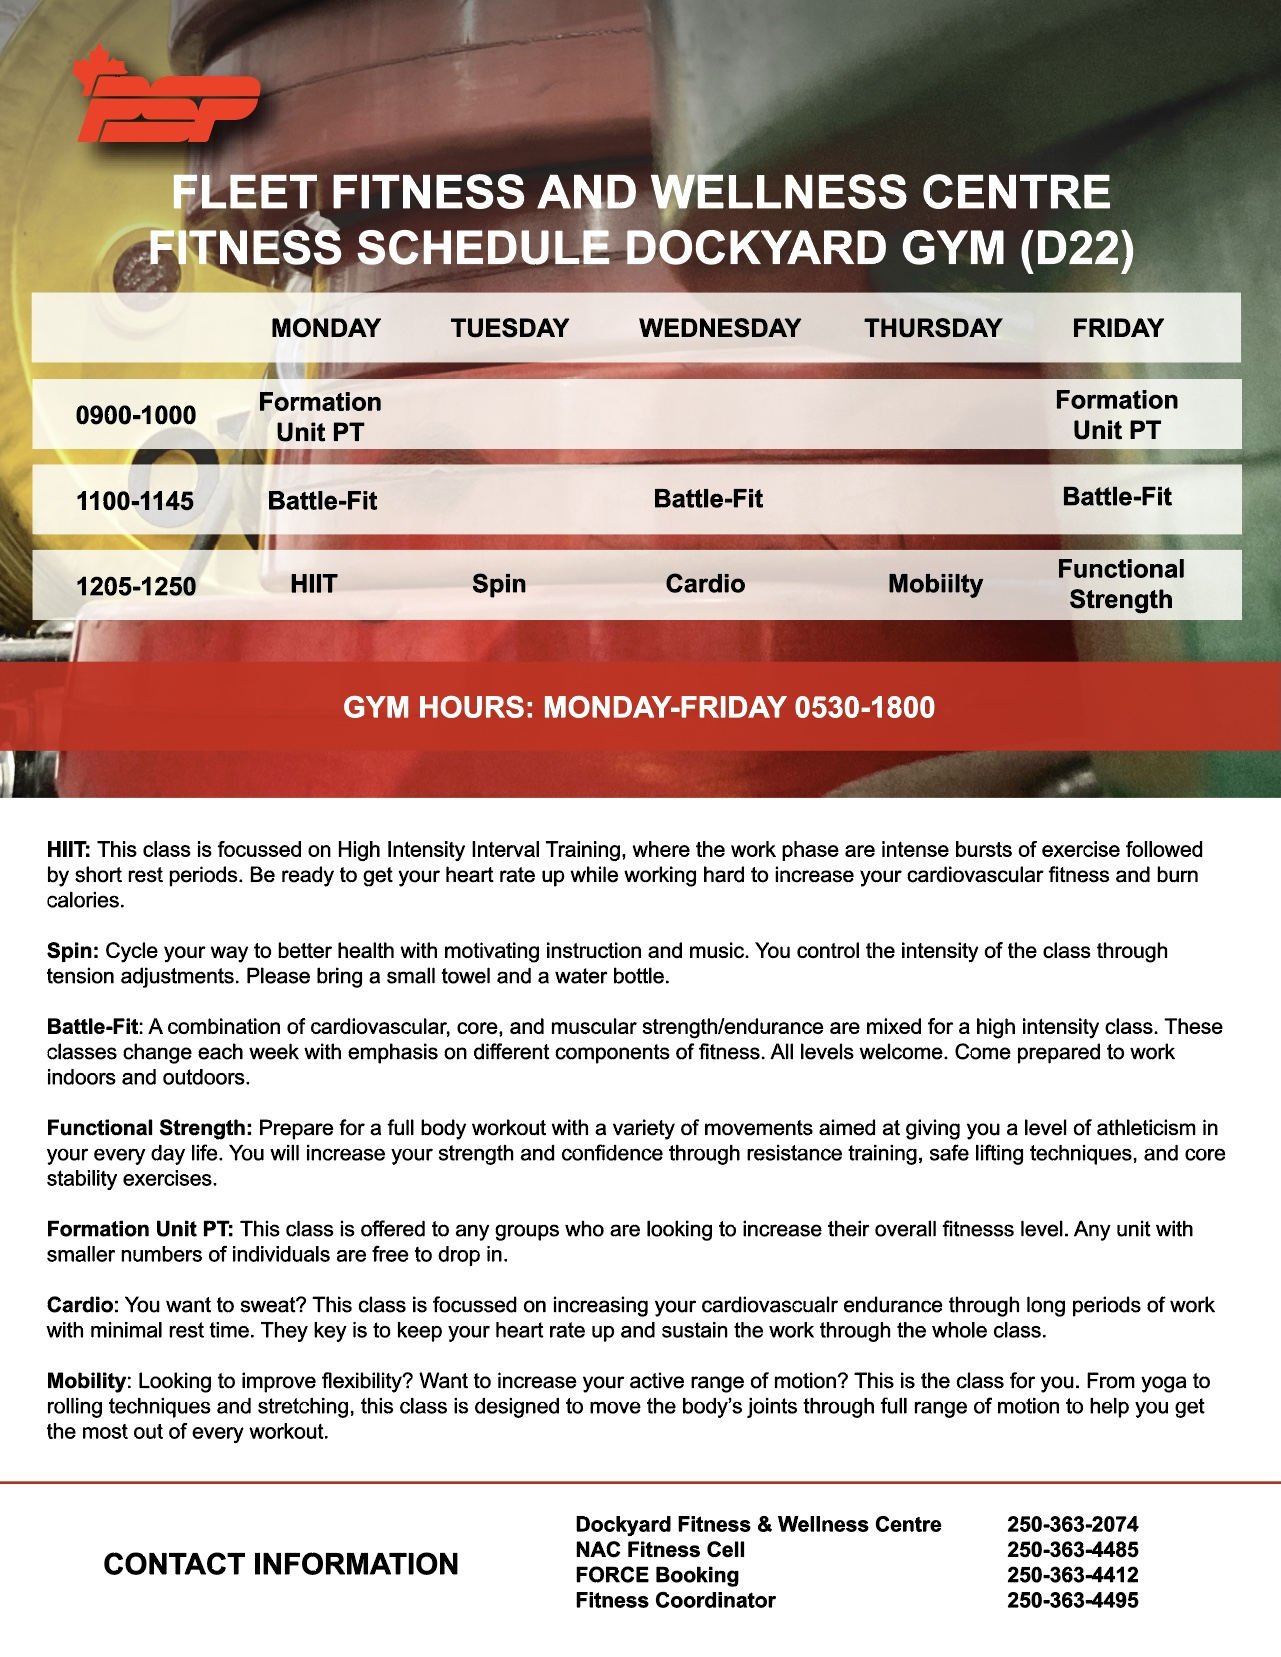 PSP
FLEET FITNESS AND WELLNESS CENTRE
FITNESS SCHEDULE DOCKYARD GYM (D22)
MONDAY TUESDAY WEDNESDAY THURSDAY FRIDAY
0900-1000 Formation Unit PT Formation Unit PT
1100-1145 Battle-Fit Battle-Fit Battle-Fit
1205-1250 HIIT Spin Cardio Mobiilty Functional Strength
GYM HOURS: MONDAY-FRIDAY 0530-1800
HIIT: This class is focussed on High Intensity Interval Training, where the work phase are intense bursts of exercise followed
by short rest periods. Be ready to get your heart rate up while working hard to increase your cardiovascular fitness and burn
calories.
Spin: Cycle your way to better health with motivating instruction and music. You control the intensity of the class through
tension adjustments. Please bring a small towel and a water bottle.
Battle-Fit: A combination of cardiovascular, core, and muscular strength/endurance are mixed for a high intensity class. These
classes change each week with emphasis on different components of fitness. All levels welcome. Come prepared to work
indoors and outdoors.
Functional Strength: Prepare for a full body workout with a variety of movements aimed at giving you a level of athleticism in
your every day life. You will increase your strength and confidence through resistance training, safe lifting techniques, and core
stability exercises.
Formation Unit PT: This class is offered to any groups who are looking to increase their overall fitnesss level. Any unit with
smaller numbers of individuals are free to drop in.
Cardio: You want to sweat? This class is focussed on increasing your cardiovascualr endurance through long periods of work
with minimal rest time. They key is to keep your heart rate up and sustain the work through the whole class.
Mobility: Looking to improve flexibility? Want to increase your active range of motion? This is the class for you. From yoga to
rolling techniques and stretching, this class is designed to move the body's joints through full range of motion to help you get
the most out of every workout.
CONTACT INFORMATION
Dockyard Fitness & Wellness Centre 250-363-2074
NAC Fitness Cell 250-363-4485
FORCE Booking 250-363-4412
Fitness Coordinator 250-363-4495